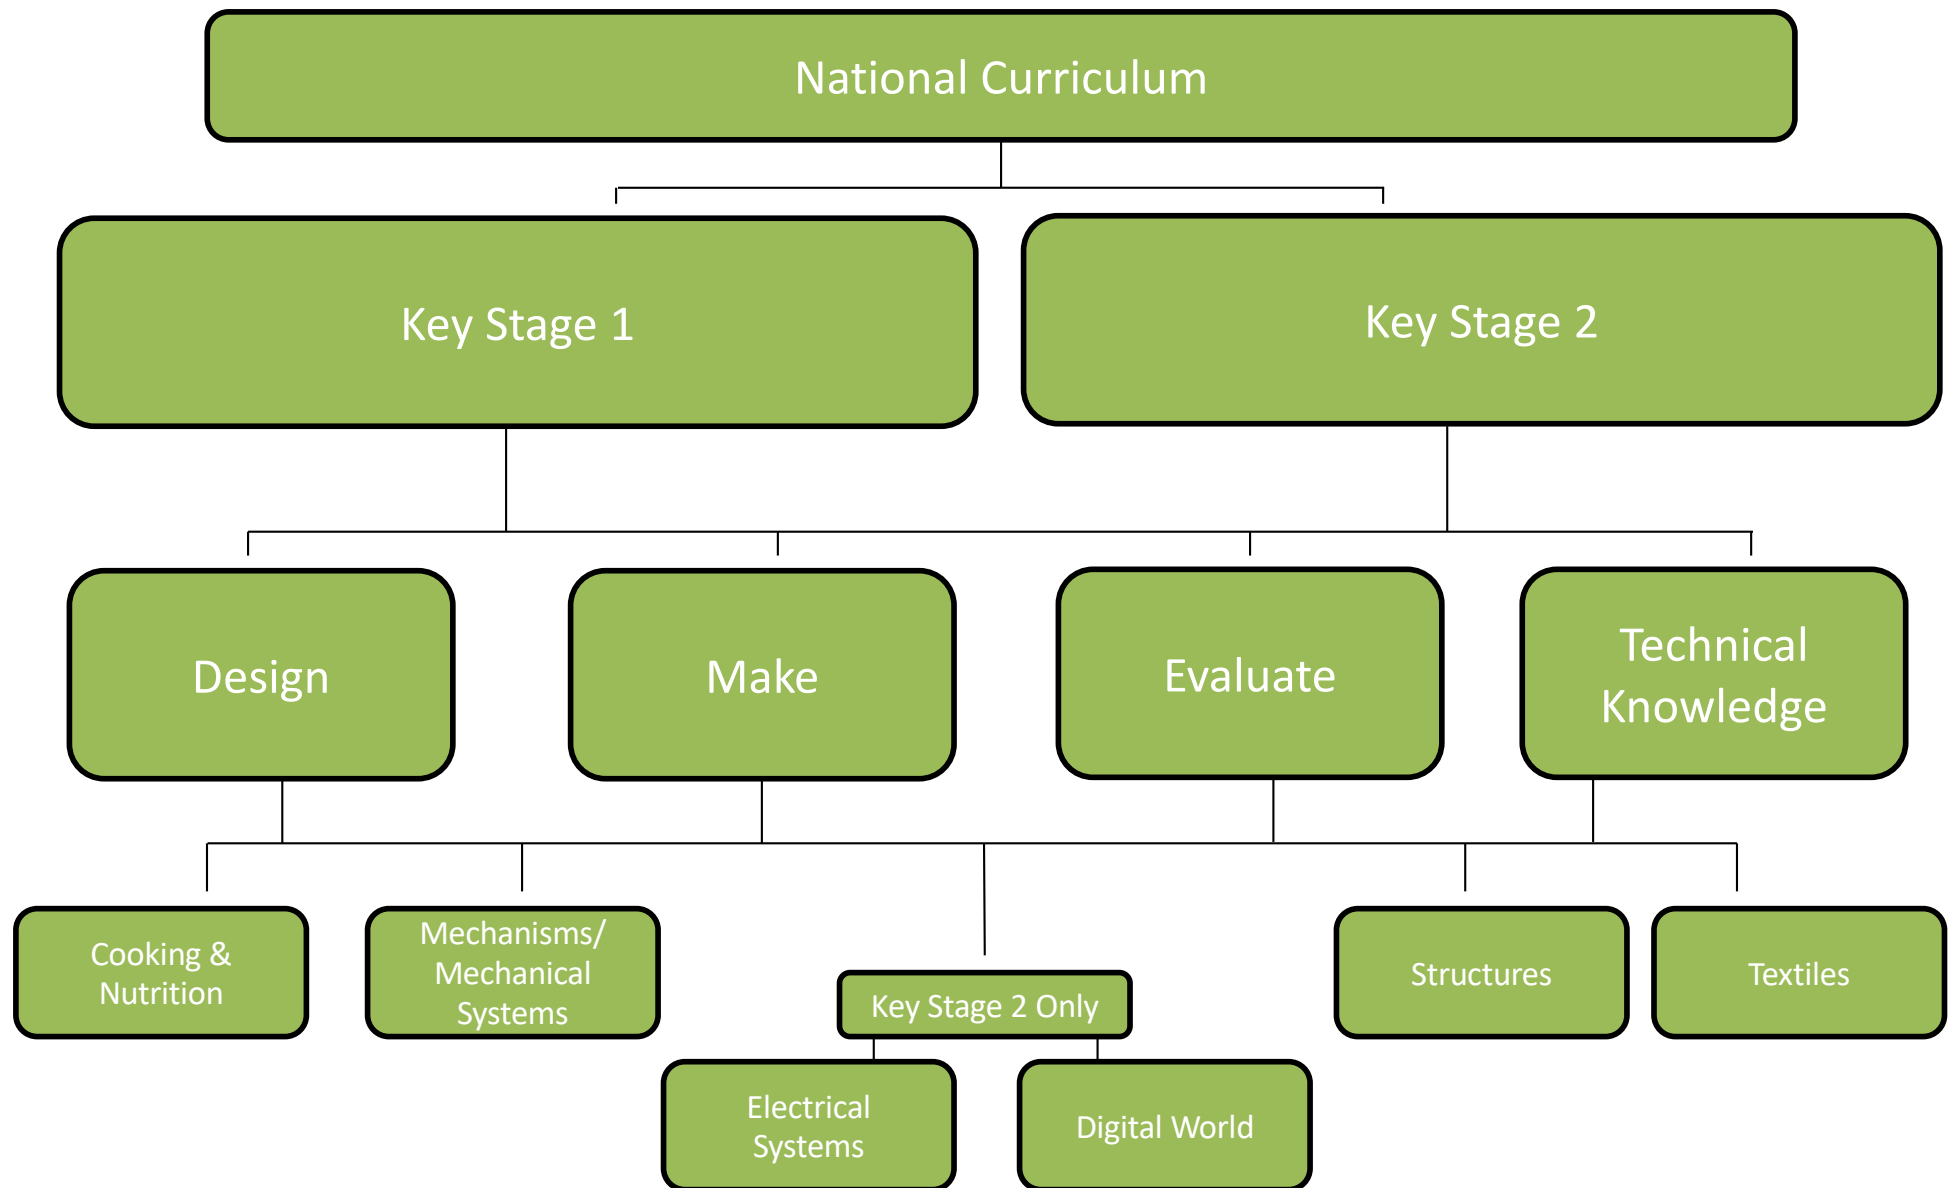 National Curriculum
Key Stage 1
Key Stage 2
Design
Make
Evaluate
Technical
Knowledge
Cooking &
Nutrition
Mechanisms/
Mechanical
Systems
Key Stage 2 Only
Structures
Textiles
Electrical
Systems
Digital World